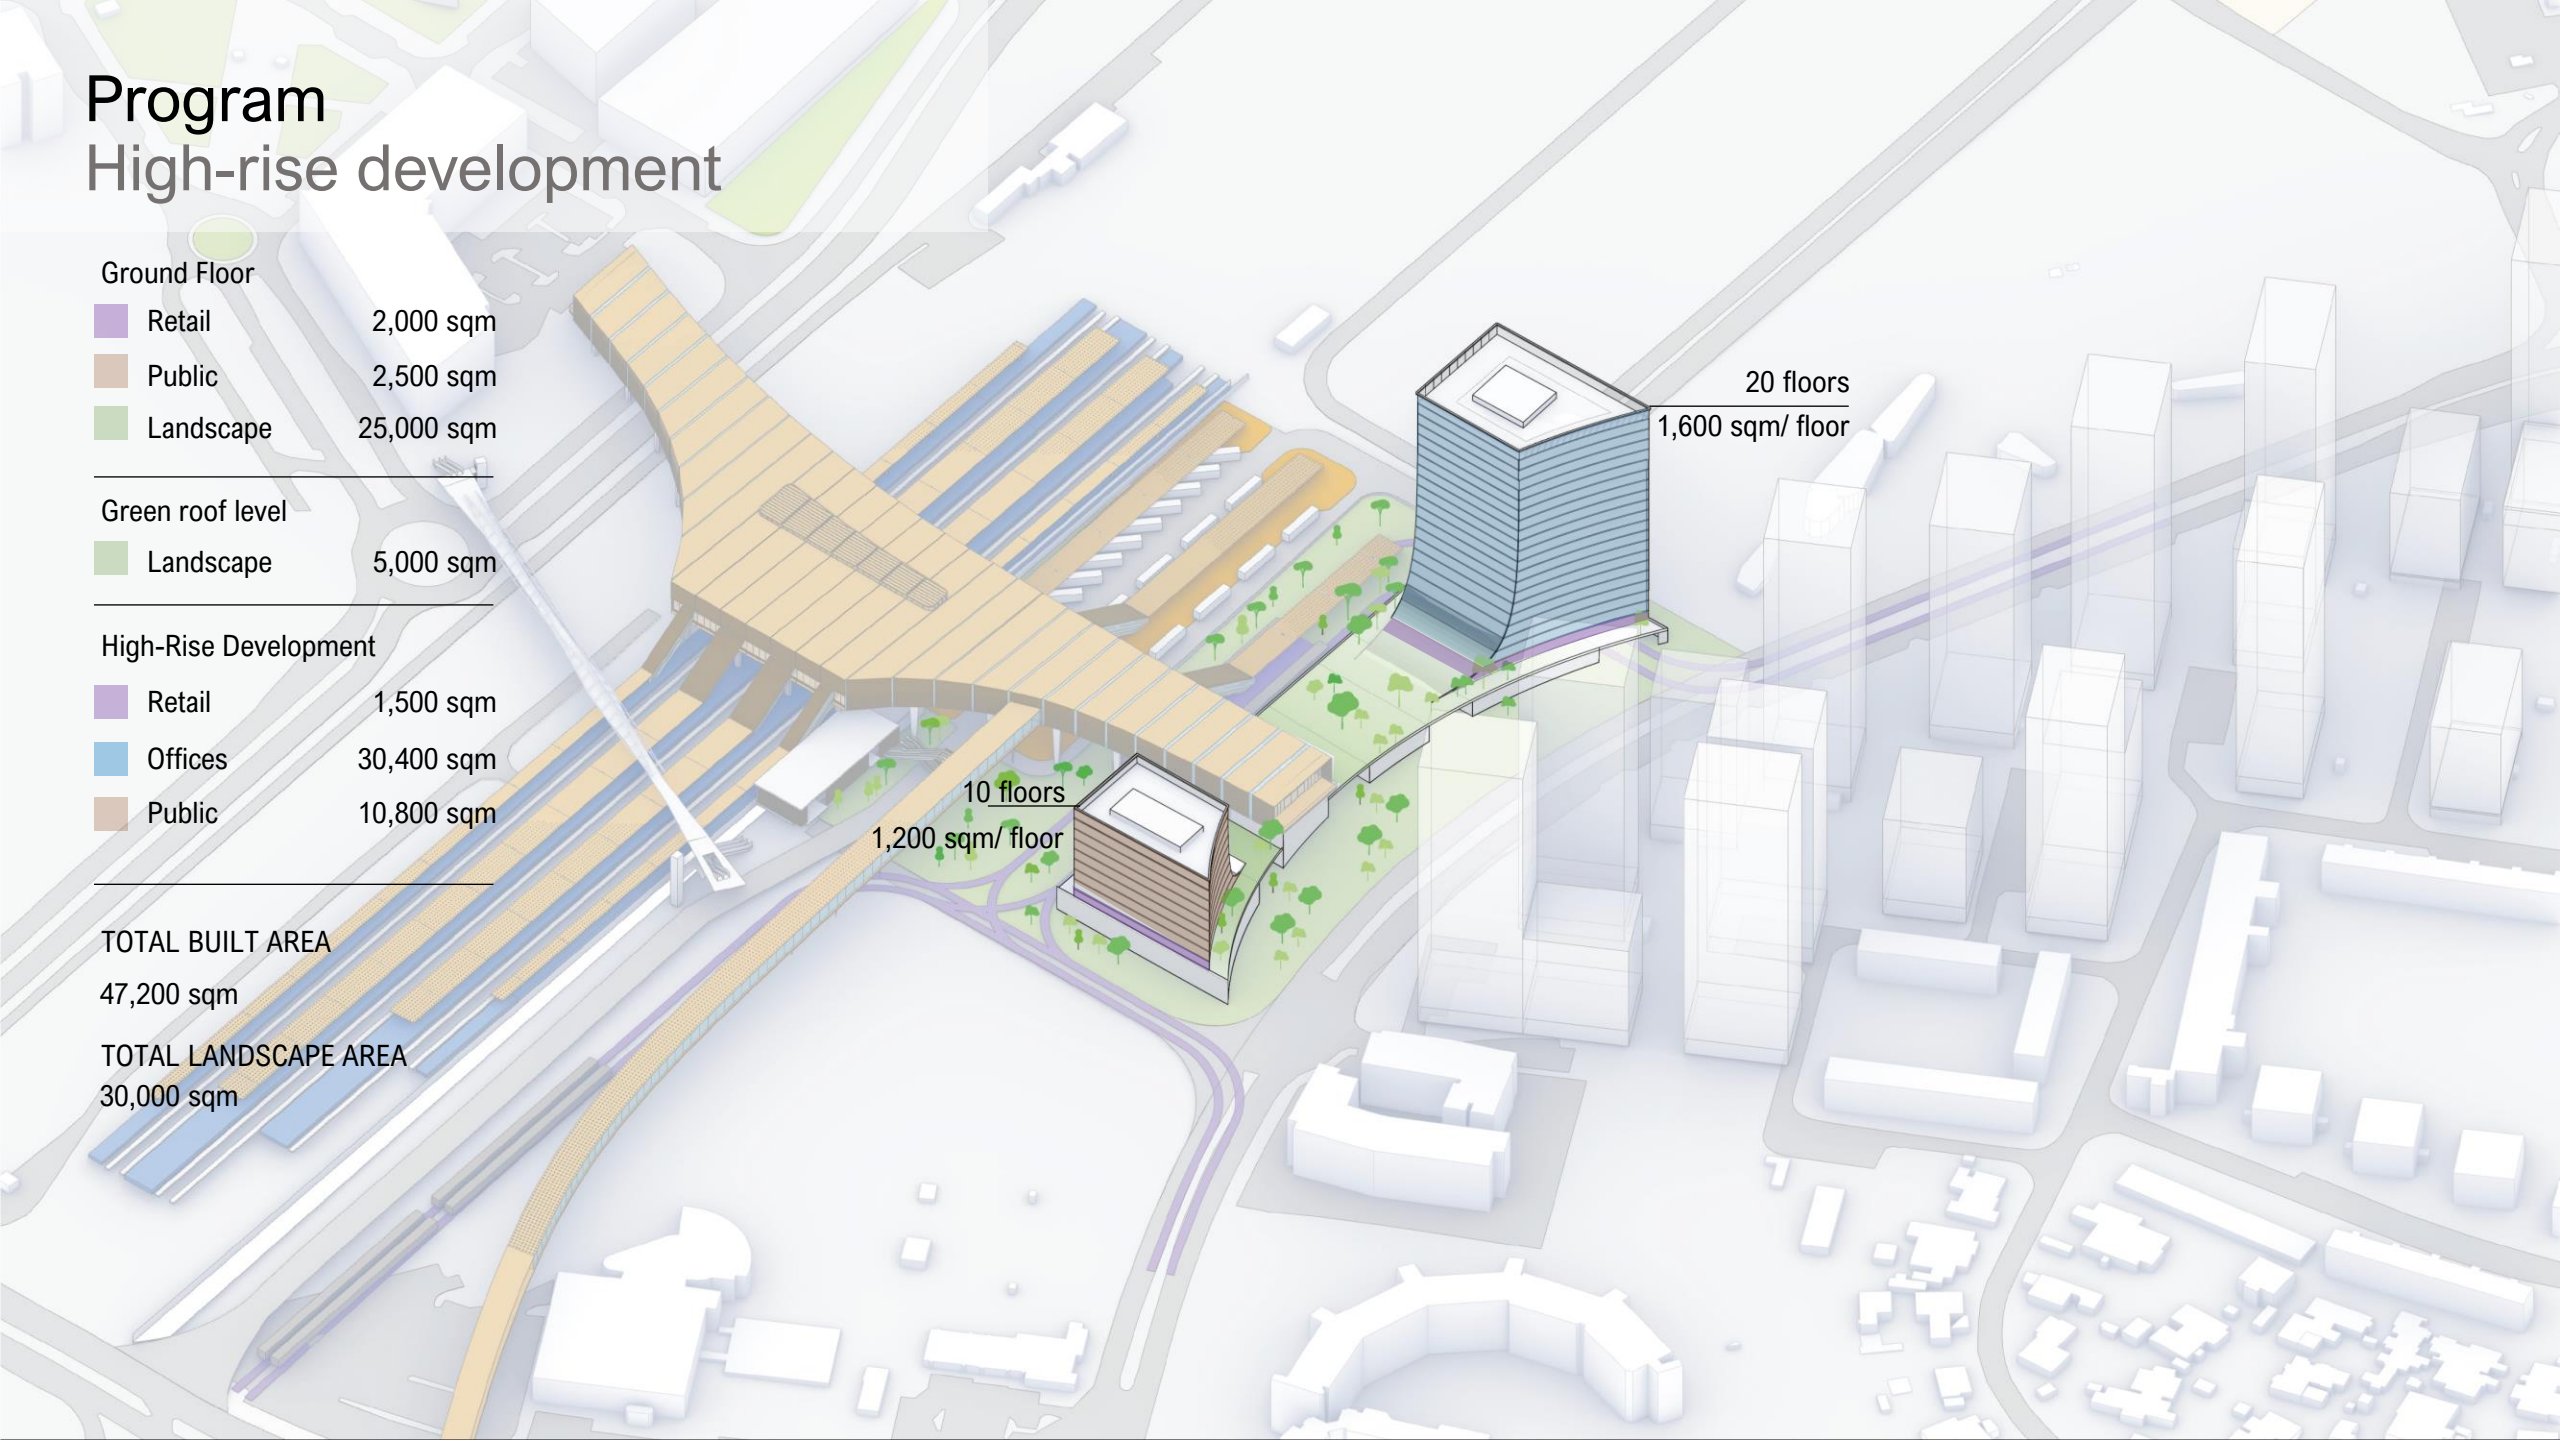 Program
High-rise development
Ground Floor
Retail 2,000 sqm
Public 2,500 sqm
Landscape 25,000 sqm
Green roof level
Landscape 5,000 sqm
High-Rise Development
Retail 1,500 sqm
Offices 30,400 sqm
Public 10,800 sqm
TOTAL BUILT AREA
47,200 sqm
TOTAL LANDSCAPE AREA
30,000 sqm
20 floors
1,600 sqm/ floor
10 floors
1,200 sqm/ floor